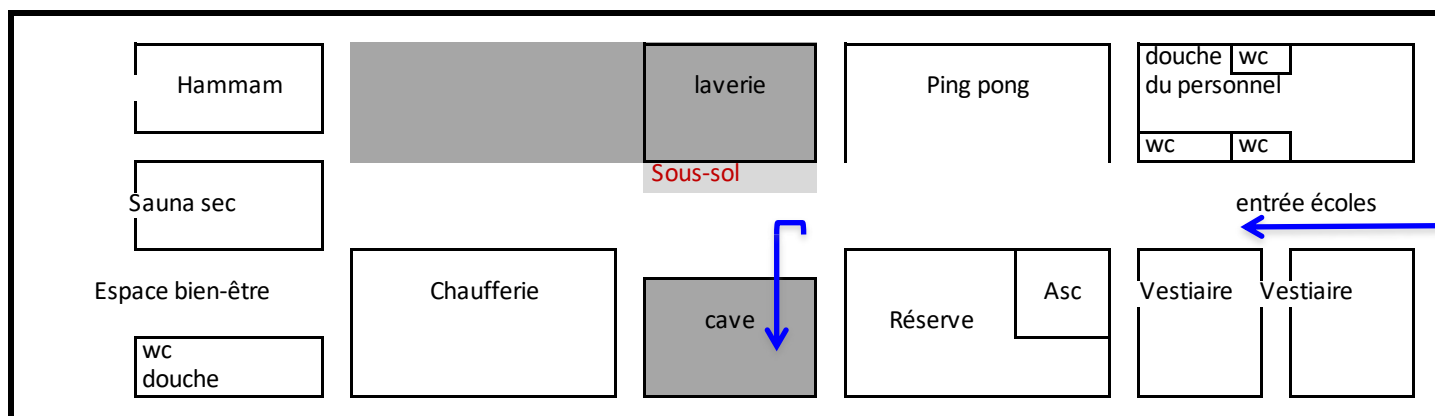 Hammam
laverie
Ping pong
douche
wc
du personnel
wc
wc
Sous-sol
Sauna sec
entrée écoles
Espace bien-être
Chaufferie
cave
Réserve
Asc
Vestiaire
Vestiaire
wc
douche